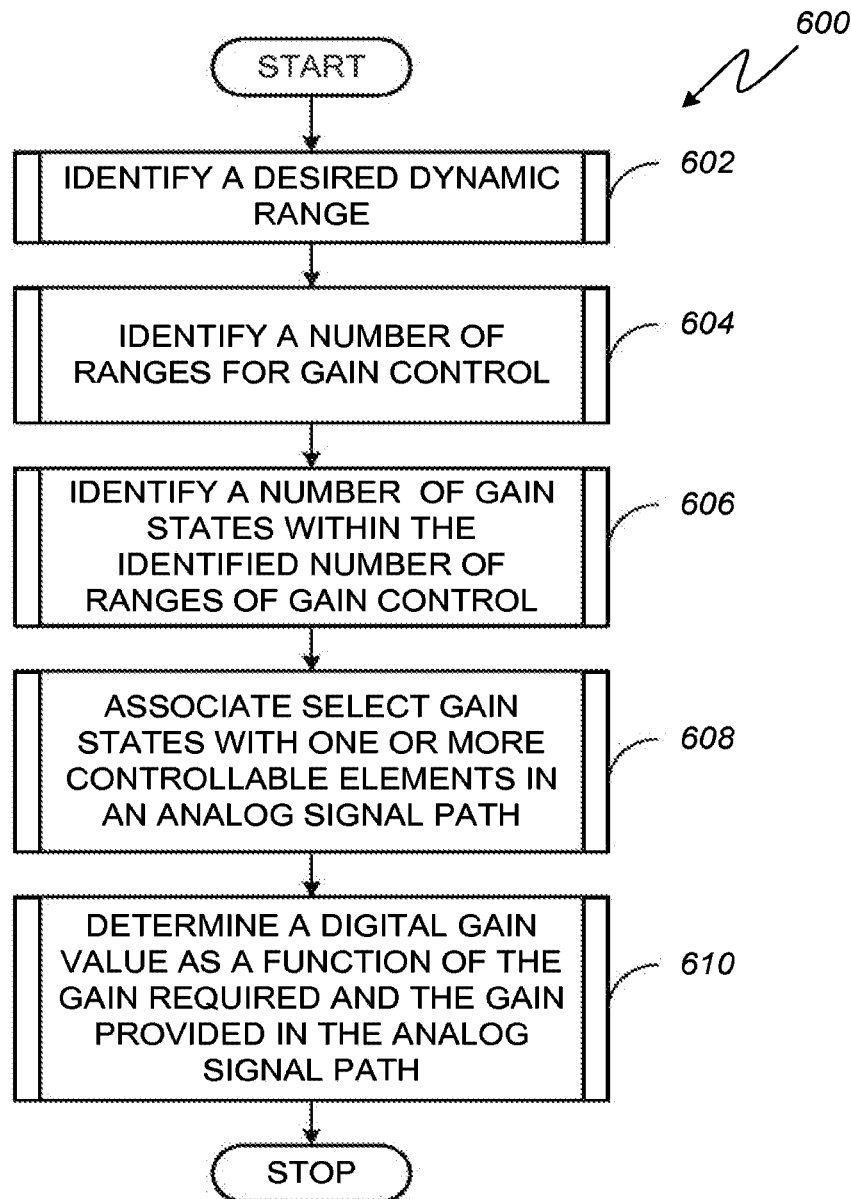 600
START
IDENTIFY A DESIRED DYNAMIC
RANGE
602
IDENTIFY A NUMBER OF
RANGES FOR GAIN CONTROL
604
IDENTIFY A NUMBER OF GAIN
STATES WITHIN THE
IDENTIFIED NUMBER OF
RANGES OF GAIN CONTROL
606
ASSOCIATE SELECT GAIN
STATES WITH ONE OR MORE
CONTROLLABLE ELEMENTS IN
AN ANALOG SIGNAL PATH
608
DETERMINE A DIGITAL GAIN
VALUE AS A FUNCTION OF THE
GAIN REQUIRED AND THE GAIN
PROVIDED IN THE ANALOG
SIGNAL PATH
610
STOP